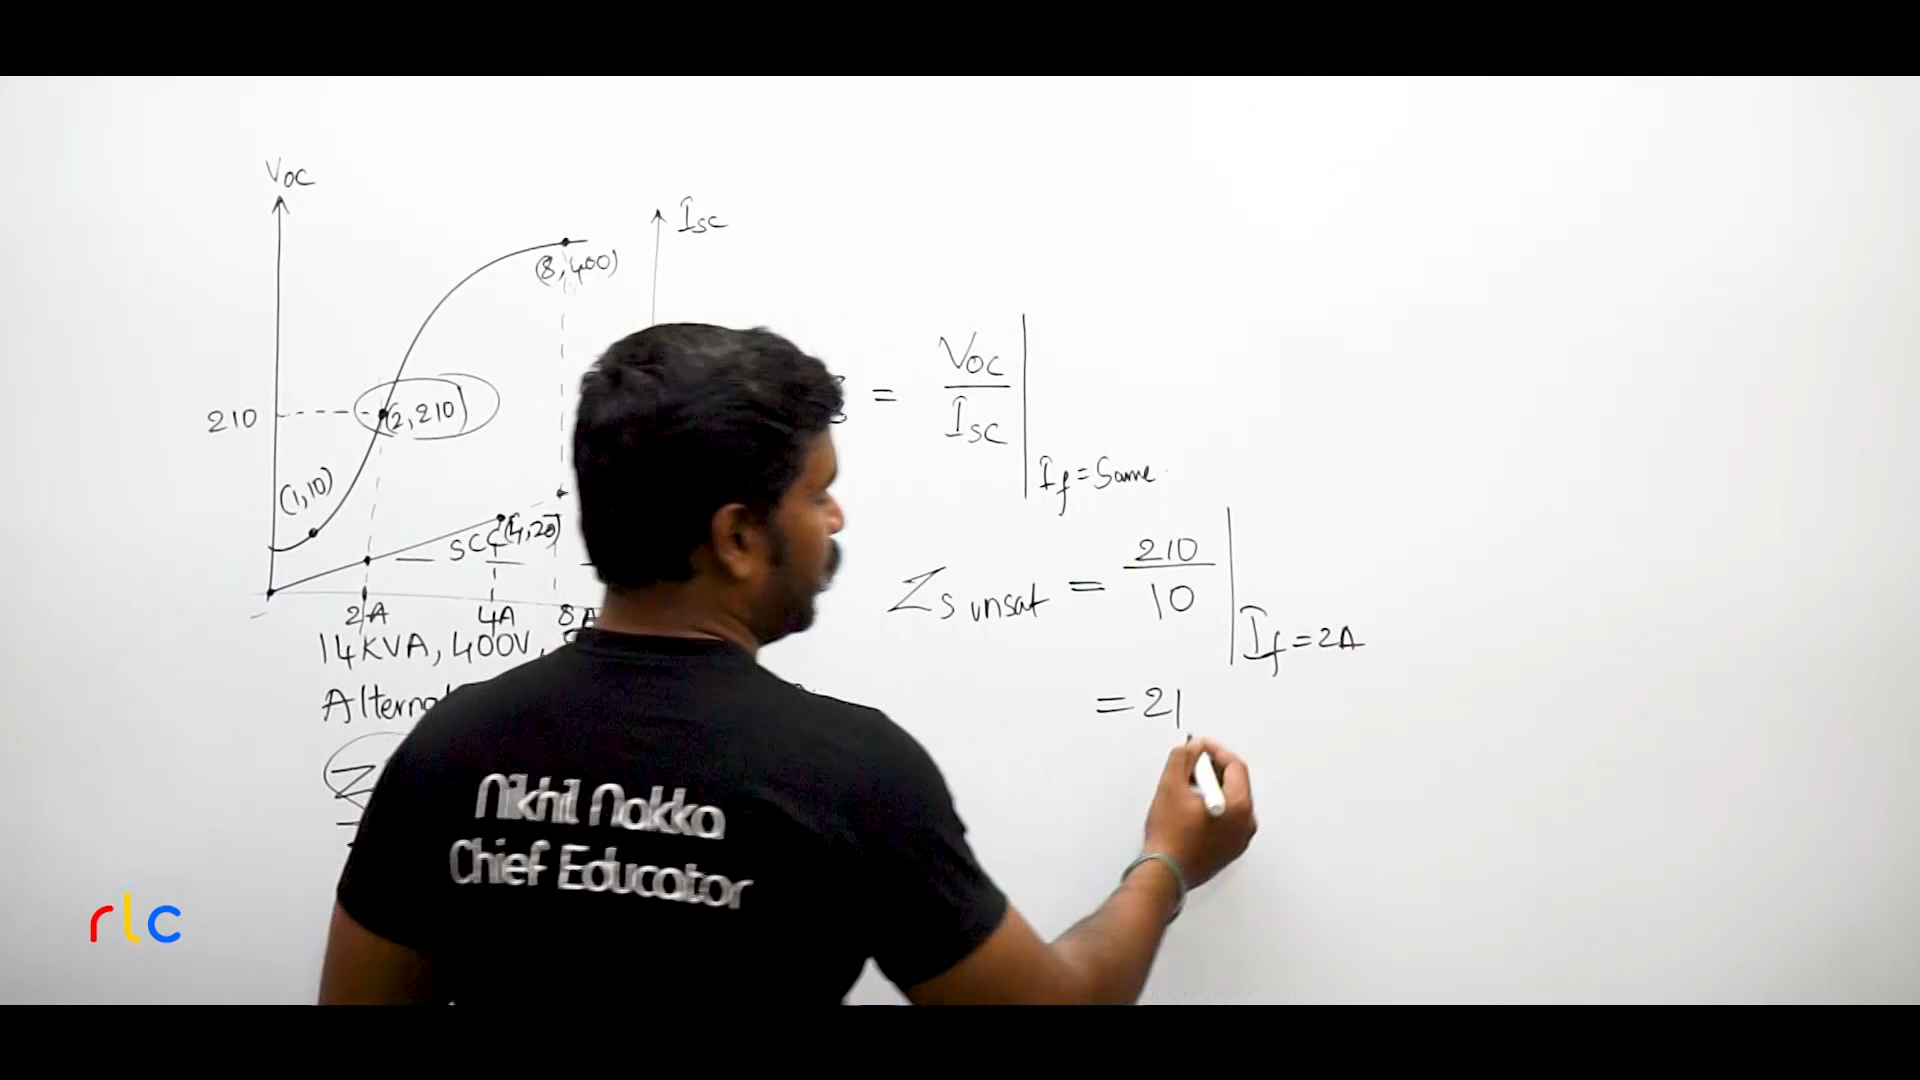 Voc
Isc
(8,400)
210
(2,210)
(1,10)
SCC (4,20)
2A 4A 8A
14KVA, 400V,
Alterna
Z
= Voc / Isc | If = Same
Zs unsat = 210 / 10 | If = 2A
= 21
Nikhil Nakka
Chief Educator
rlc